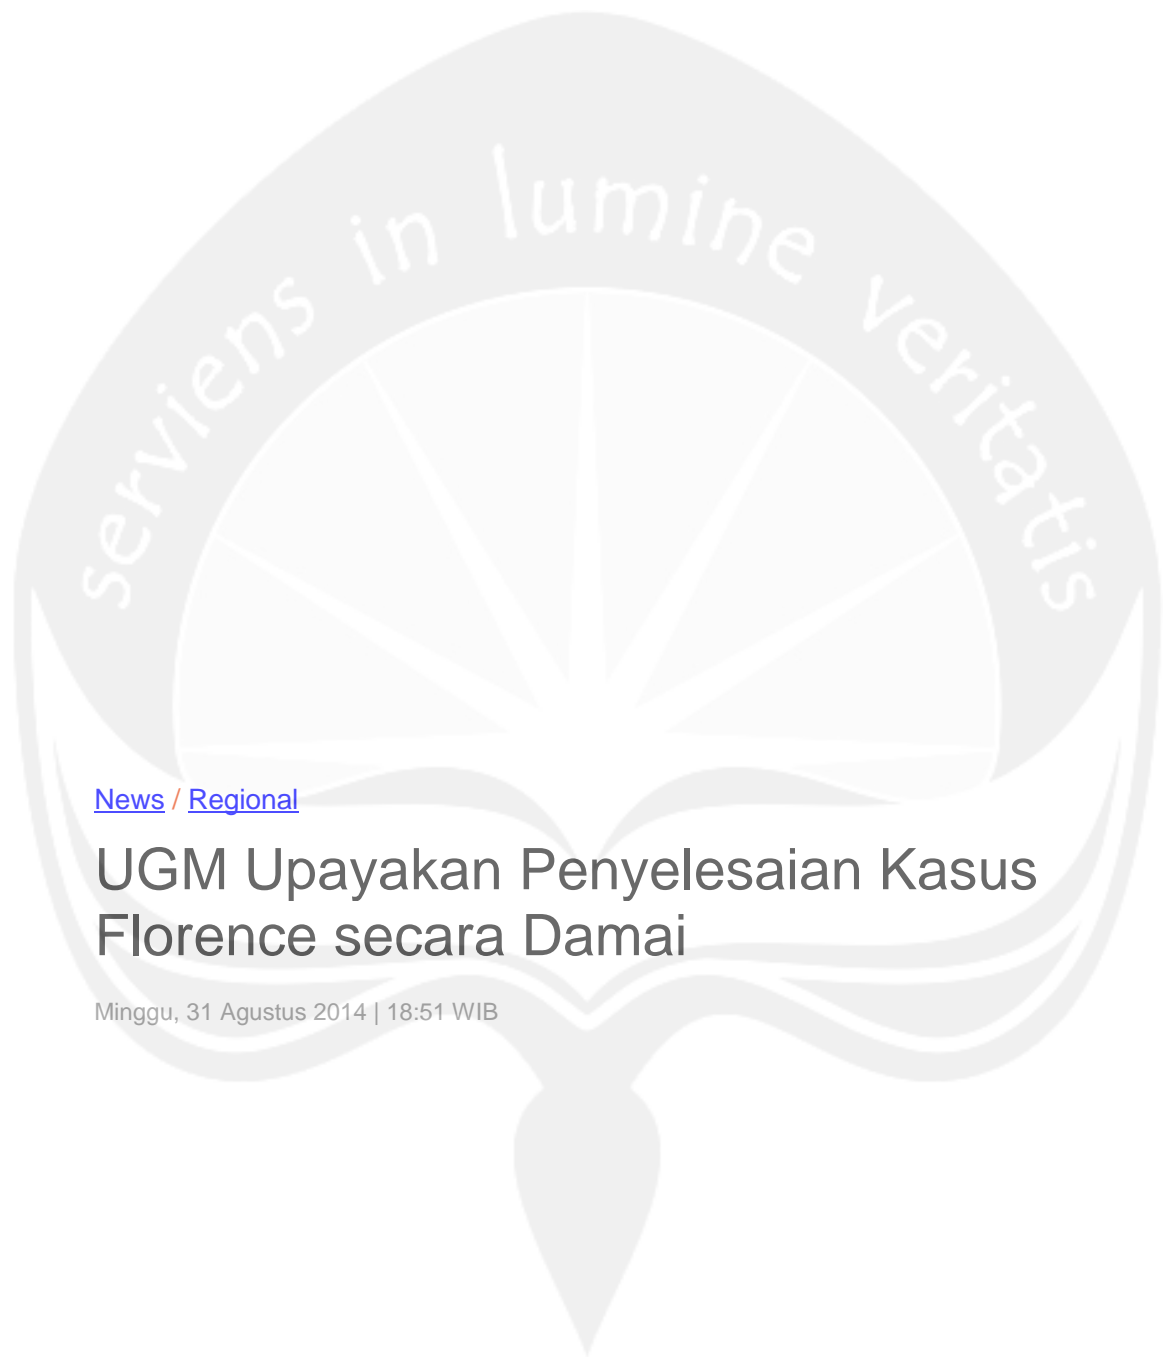 serviens in lumine veritatis
News / Regional
UGM Upayakan Penyelesaian Kasus
Florence secara Damai
Minggu, 31 Agustus 2014 | 18:51 WIB